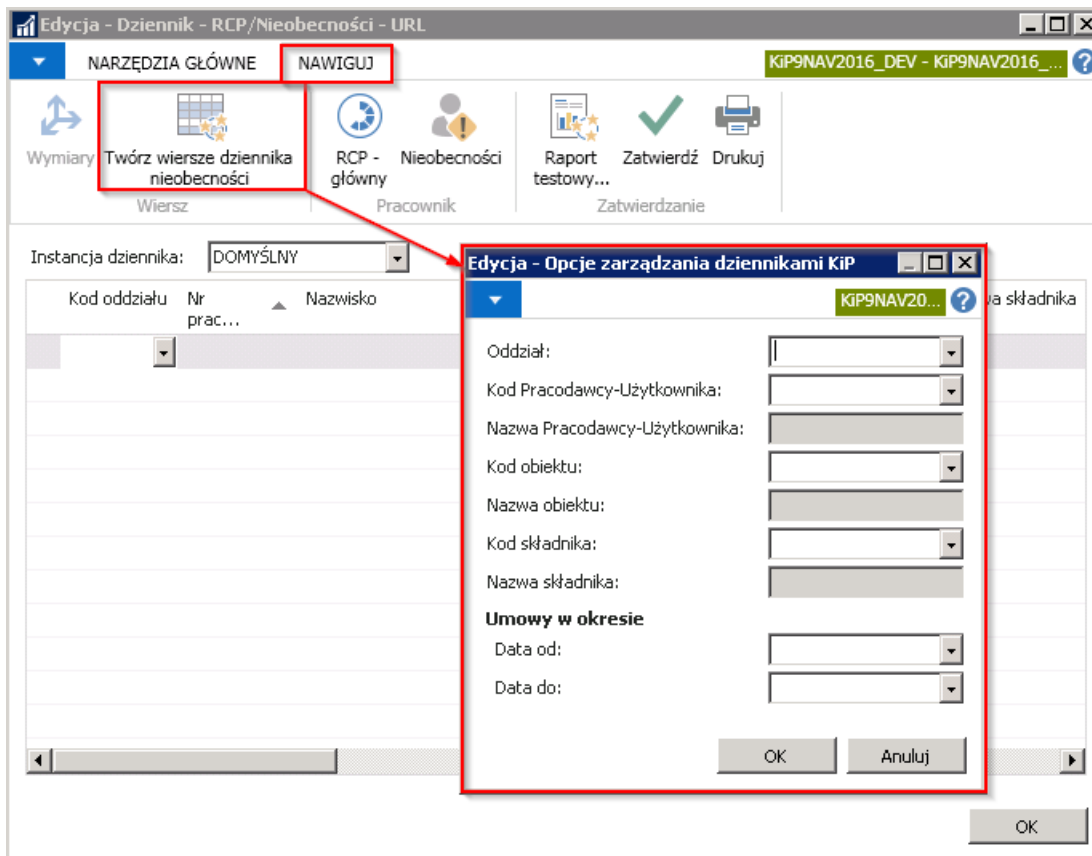 Edycja - Dziennik - RCP/Nieobecności - URL
NARZĘDZIA GŁÓWNE NAWIGUJ KiP9NAV2016_DEV - KiP9NAV2016_... ?
Wymiary
Twórz wiersze dziennika
nieobecności
RCP -
główny
Nieobecności
Raport
testowy...
Zatwierdź
Drukuj
Wiersz Pracownik Zatwierdzanie
Instancja dziennika: DOMYŚLNY
Kod oddziału
Nr
prac...
Nazwisko
a składnika
Edycja - Opcje zarządzania dziennikami KiP
KiP9NAV20... ?
Oddział:
Kod Pracodawcy-Użytkownika:
Nazwa Pracodawcy-Użytkownika:
Kod obiektu:
Nazwa obiektu:
Kod składnika:
Nazwa składnika:
Umowy w okresie
Data od:
Data do:
OK Anuluj
OK